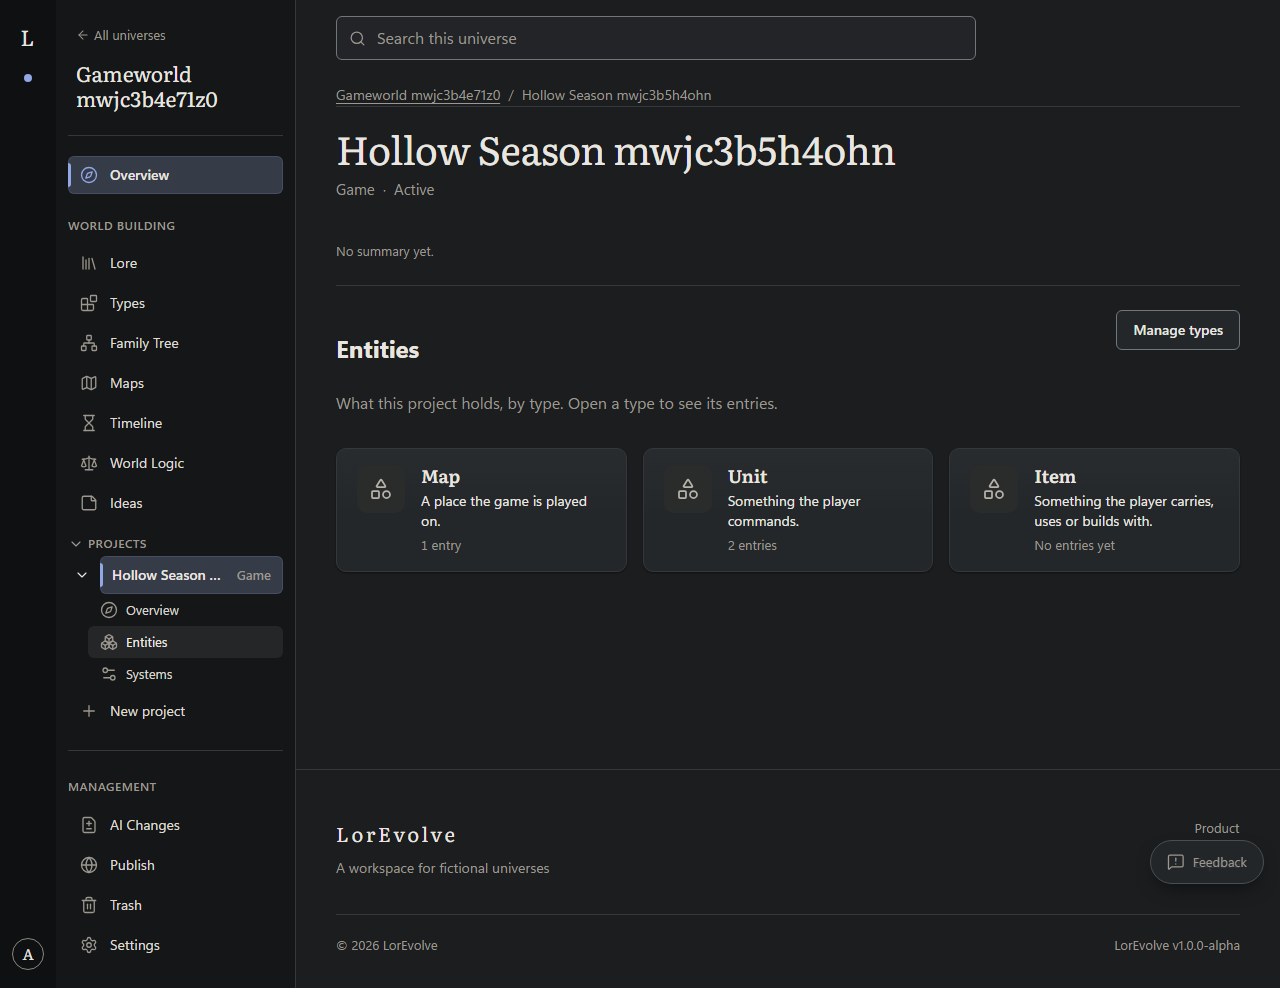 L
All universes
Gameworld
mwjc3b4e71z0
Overview
WORLD BUILDING
Lore
Types
Family Tree
Maps
Timeline
World Logic
Ideas
PROJECTS
Hollow Season ... Game
Overview
Entities
Systems
New project
MANAGEMENT
AI Changes
Publish
Trash
Settings
A
Search this universe
Gameworld mwjc3b4e71z0 / Hollow Season mwjc3b5h4ohn
Hollow Season mwjc3b5h4ohn
Game · Active
No summary yet.
Manage types
Entities
What this project holds, by type. Open a type to see its entries.
Map
A place the game is played
on.
1 entry
Unit
Something the player
commands.
2 entries
Item
Something the player carries,
uses or builds with.
No entries yet
LorEvolve
A workspace for fictional universes
Product
Feedback
© 2026 LorEvolve
LorEvolve v1.0.0-alpha